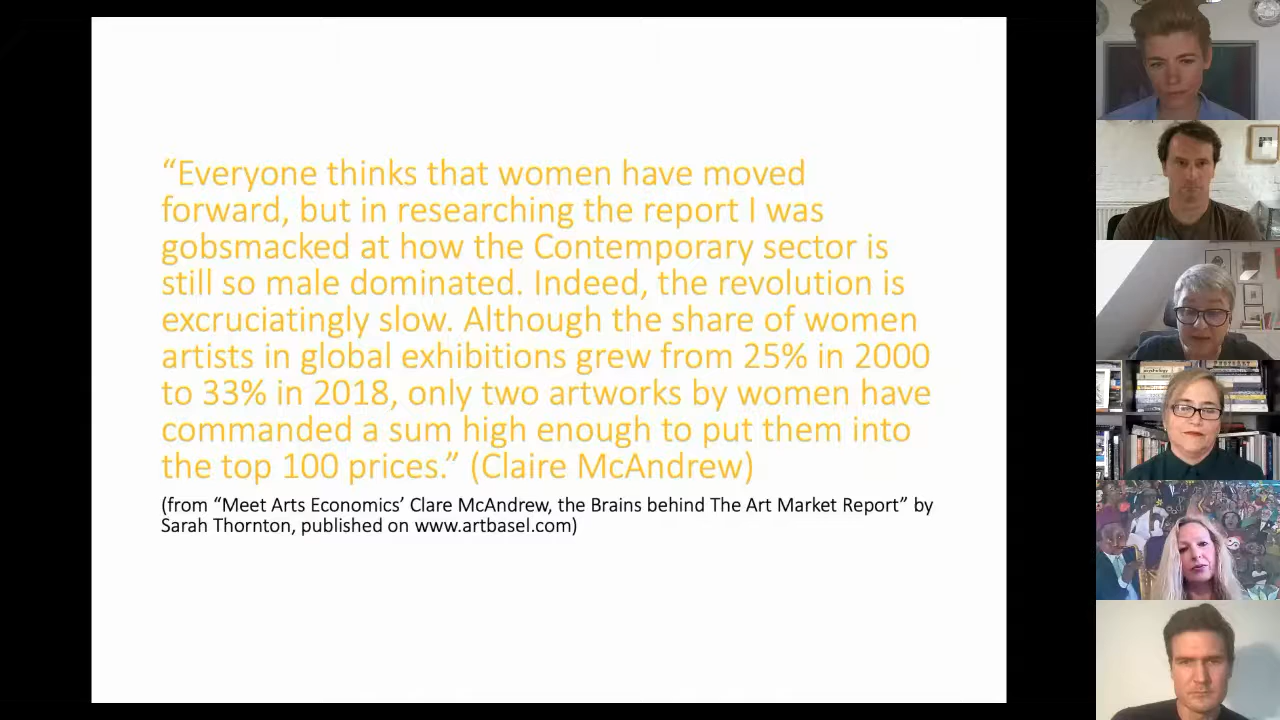 “Everyone thinks that women have moved
forward, but in researching the report I was
gobsmacked at how the Contemporary sector is
still so male dominated. Indeed, the revolution is
excruciatingly slow. Although the share of women
artists in global exhibitions grew from 25% in 2000
to 33% in 2018, only two artworks by women have
commanded a sum high enough to put them into
the top 100 prices.” (Claire McAndrew)
(from “Meet Arts Economics’ Clare McAndrew, the Brains behind The Art Market Report” by
Sarah Thornton, published on www.artbasel.com)